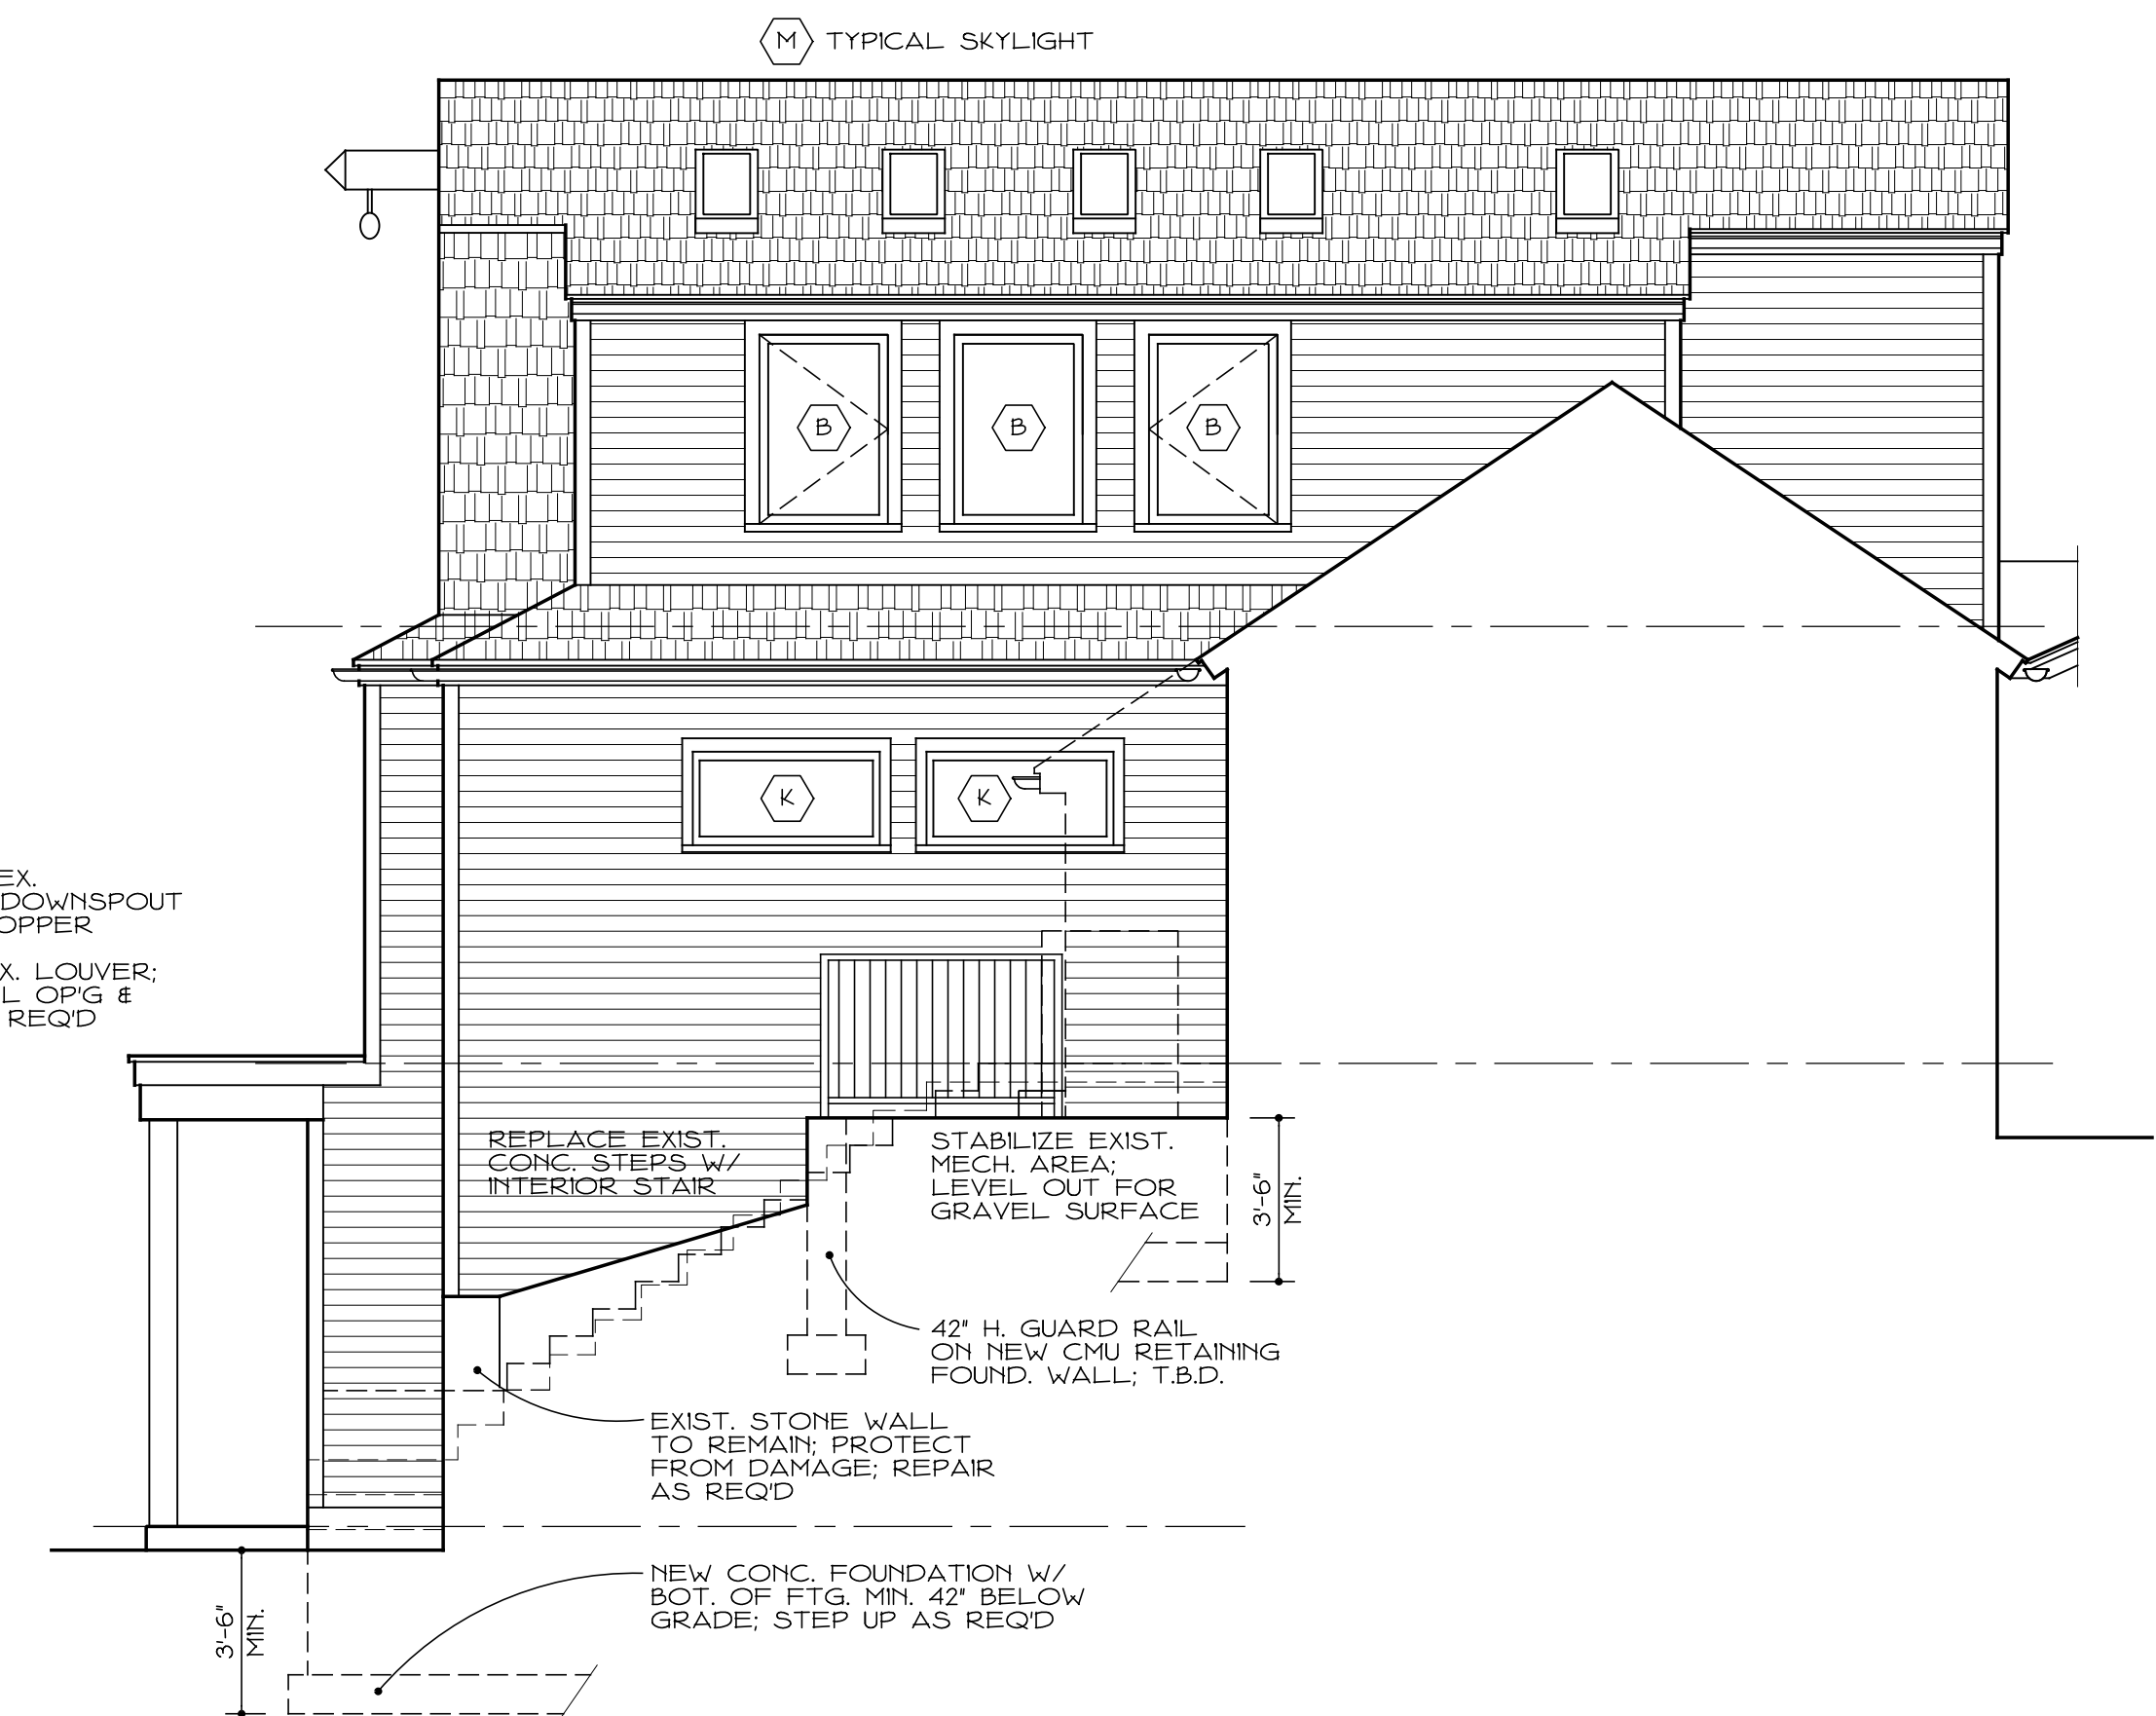 M TYPICAL SKYLIGHT
B B B
K K
EX.
DOWNSPOUT
OPPER
X. LOUVER;
L OP'G &
REQ'D
REPLACE EXIST.
CONC. STEPS W/
INTERIOR STAIR
STABILIZE EXIST.
MECH. AREA;
LEVEL OUT FOR
GRAVEL SURFACE
3'-6"
MIN.
42" H. GUARD RAIL
ON NEW CMU RETAINING
FOUND. WALL; T.B.D.
EXIST. STONE WALL
TO REMAIN; PROTECT
FROM DAMAGE; REPAIR
AS REQ'D
NEW CONC. FOUNDATION W/
BOT. OF FTG. MIN. 42" BELOW
GRADE; STEP UP AS REQ'D
3'-6"
MIN.